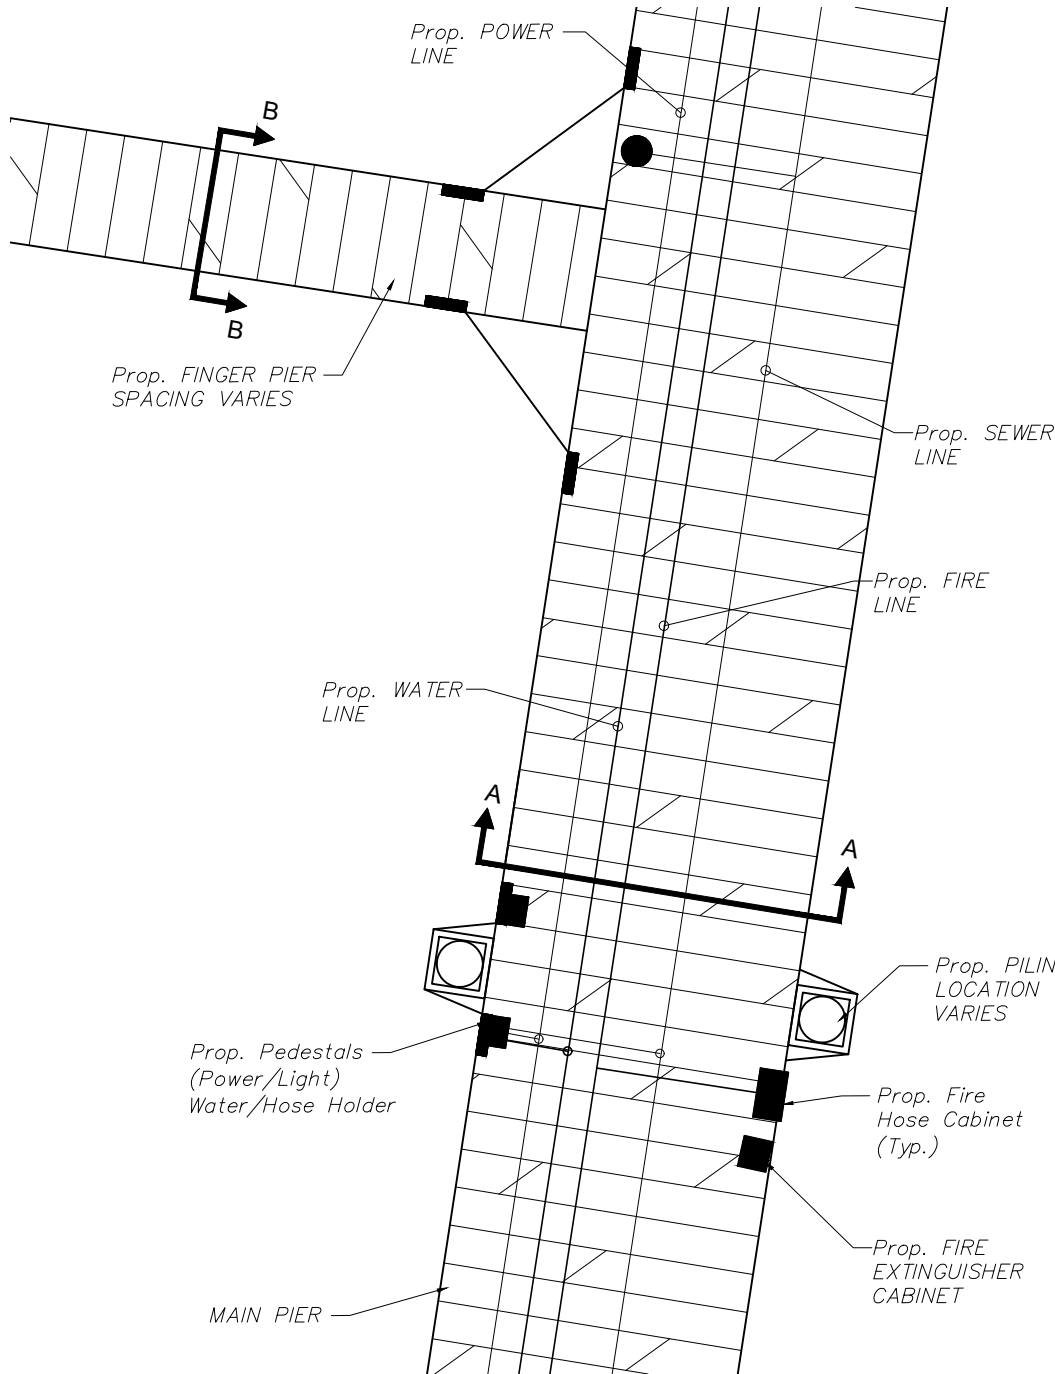 Prop. POWER
LINE
B
B
Prop. FINGER PIER
SPACING VARIES
Prop. SEWER
LINE
Prop. FIRE
LINE
Prop. WATER
LINE
A
A
Prop. PILIN
LOCATION
VARIES
Prop. Pedestals
(Power/Light)
Water/Hose Holder
Prop. Fire
Hose Cabinet
(Typ.)
Prop. FIRE
EXTINGUISHER
CABINET
MAIN PIER